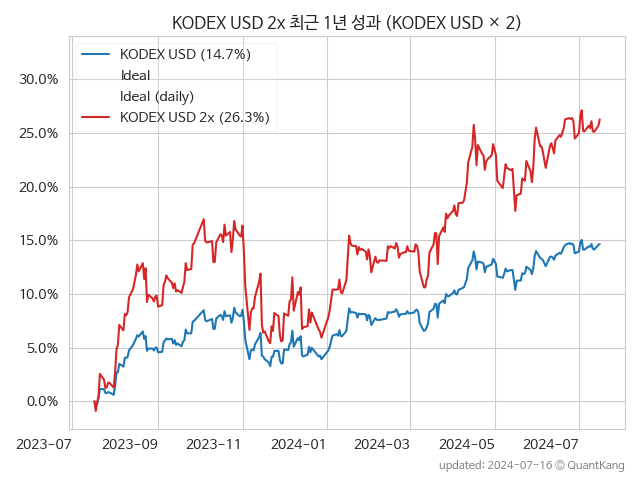 KODEX USD 2x 최근 1년 성과 (KODEX USD × 2)
KODEX USD (14.7%)
Ideal
Ideal (daily)
KODEX USD 2x (26.3%)
30.0%
25.0%
20.0%
15.0%
10.0%
5.0%
0.0%
2023-07 2023-09 2023-11 2024-01 2024-03 2024-05 2024-07
updated: 2024-07-16 © QuantKang